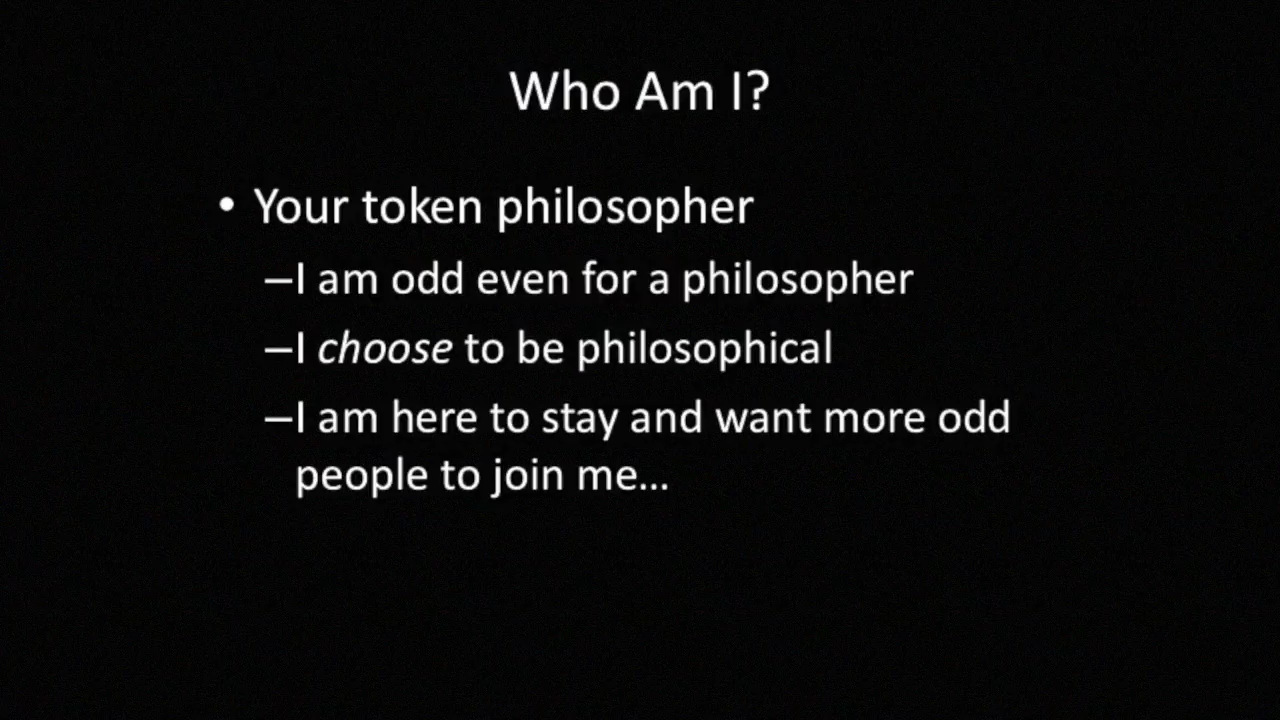 Who Am I?
• Your token philosopher
–I am odd even for a philosopher
–I choose to be philosophical
–I am here to stay and want more odd
people to join me...